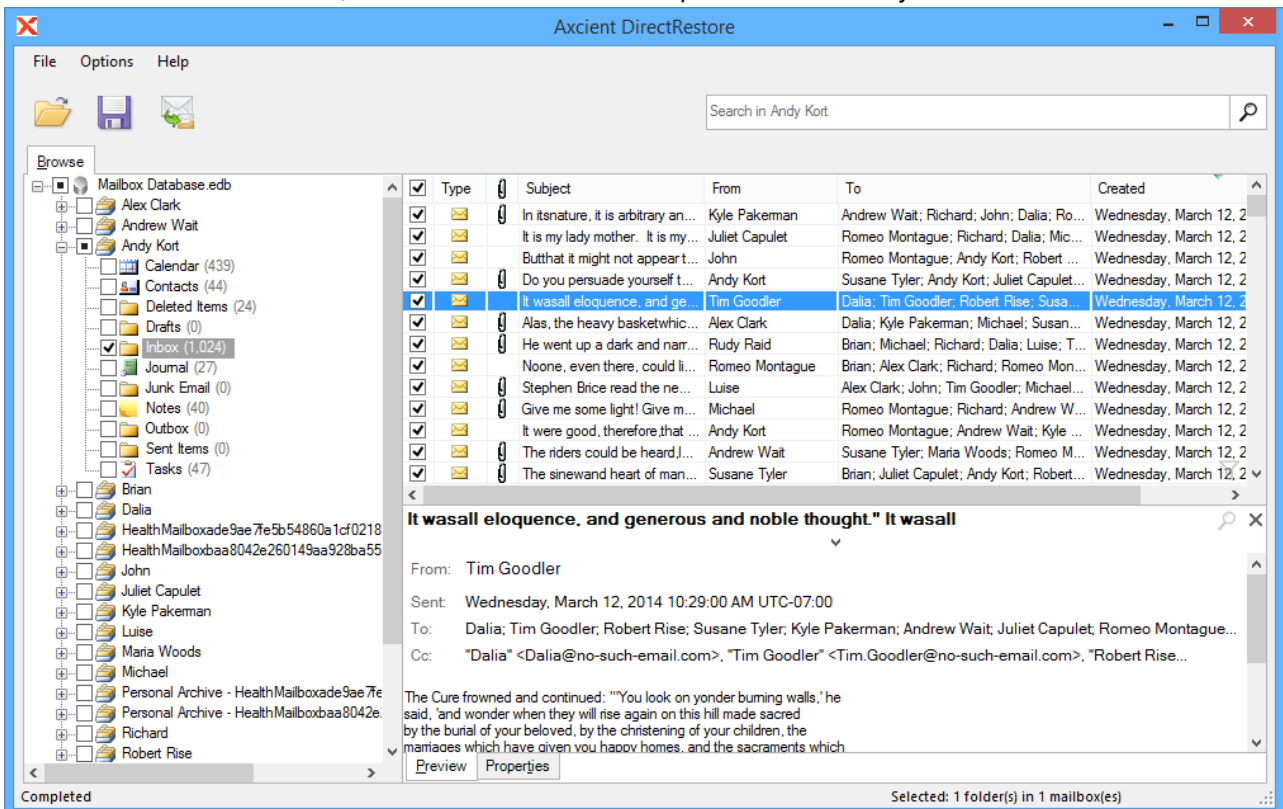 Axcient DirectRestore
File Options Help
Search in Andy Kort
Browse
Mailbox Database.edb
Alex Clark
Andrew Wait
Andy Kort
Calendar (439)
Contacts (44)
Deleted Items (24)
Drafts (0)
Inbox (1,024)
Journal (27)
Junk Email (0)
Notes (40)
Outbox (0)
Sent Items (0)
Tasks (47)
Brian
Dalia
HealthMailboxade9ae7fe5b54860a1cf0218
HealthMailboxbaa8042e260149aa928ba55
John
Juliet Capulet
Kyle Pakerman
Luise
Maria Woods
Michael
Personal Archive - HealthMailboxade9ae7fe
Personal Archive - HealthMailboxbaa8042e
Richard
Robert Rise
Type Subject From To Created
In itsnature, it is arbitrary an... Kyle Pakerman Andrew Wait; Richard; John; Dalia; Ro... Wednesday, March 12, 2
It is my lady mother. It is my... Juliet Capulet Romeo Montague; Richard; Dalia; Mic... Wednesday, March 12, 2
Butthat it might not appear t... John Romeo Montague; Andy Kort; Robert ... Wednesday, March 12, 2
Do you persuade yourself t... Andy Kort Susane Tyler; Andy Kort; Juliet Capulet... Wednesday, March 12, 2
It wasall eloquence, and ge... Tim Goodler Dalia; Tim Goodler; Robert Rise; Susa... Wednesday, March 12, 2
Alas, the heavy basketwhic... Alex Clark Dalia; Kyle Pakerman; Michael; Susan... Wednesday, March 12, 2
He went up a dark and narr... Rudy Raid Brian; Michael; Richard; Dalia; Luise; T... Wednesday, March 12, 2
Noone, even there, could li... Romeo Montague Brian; Alex Clark; Richard; Romeo Mon... Wednesday, March 12, 2
Stephen Brice read the ne... Luise Alex Clark; John; Tim Goodler; Michael... Wednesday, March 12, 2
Give me some light! Give m... Michael Romeo Montague; Richard; Andrew W... Wednesday, March 12, 2
It were good, therefore,that ... Andy Kort Romeo Montague; Andrew Wait; Kyle ... Wednesday, March 12, 2
The riders could be heard,I... Andrew Wait Susane Tyler; Maria Woods; Romeo M... Wednesday, March 12, 2
The sinewand heart of man... Susane Tyler Brian; Juliet Capulet; Andy Kort; Robert... Wednesday, March 12, 2
It wasall eloquence, and generous and noble thought." It wasall
From: Tim Goodler
Sent: Wednesday, March 12, 2014 10:29:00 AM UTC-07:00
To: Dalia; Tim Goodler; Robert Rise; Susane Tyler; Kyle Pakerman; Andrew Wait; Juliet Capulet; Romeo Montague...
Cc: "Dalia" <Dalia@no-such-email.com>, "Tim Goodler" <Tim.Goodler@no-such-email.com>, "Robert Rise...
The Cure frowned and continued: "'You look on yonder burning walls,' he
said, 'and wonder when they will rise again on this hill made sacred
by the burial of your beloved, by the christening of your children, the
marriages which have given you happy homes, and the sacraments which
Preview Properties
Completed Selected: 1 folder(s) in 1 mailbox(es)